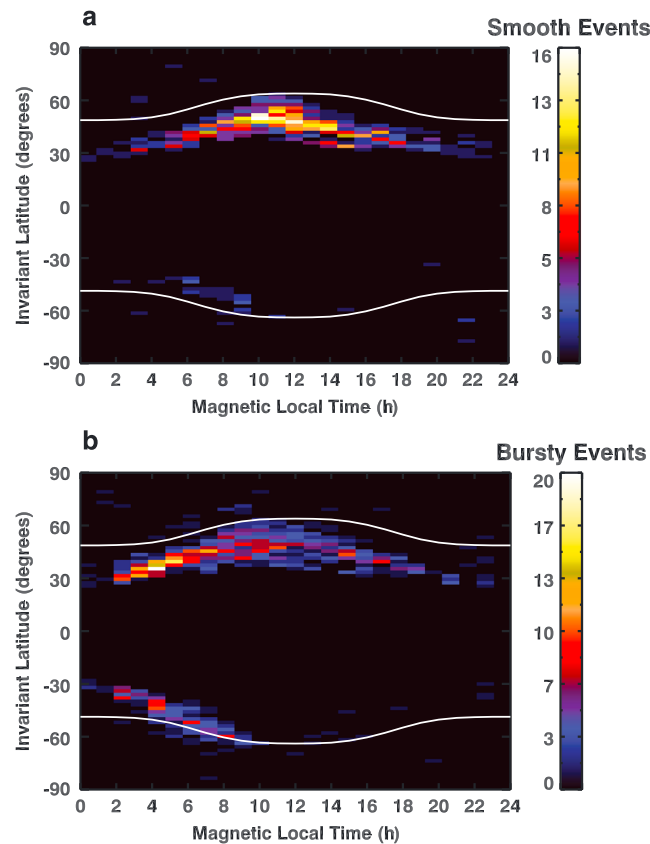 a
Smooth Events
90
60
30
0
-30
-60
-90
Invariant Latitude (degrees)
0 2 4 6 8 10 12 14 16 18 20 22 24
Magnetic Local Time (h)
16
13
11
8
5
3
0
b
Bursty Events
90
60
30
0
-30
-60
-90
Invariant Latitude (degrees)
0 2 4 6 8 10 12 14 16 18 20 22 24
Magnetic Local Time (h)
20
17
13
10
7
3
0